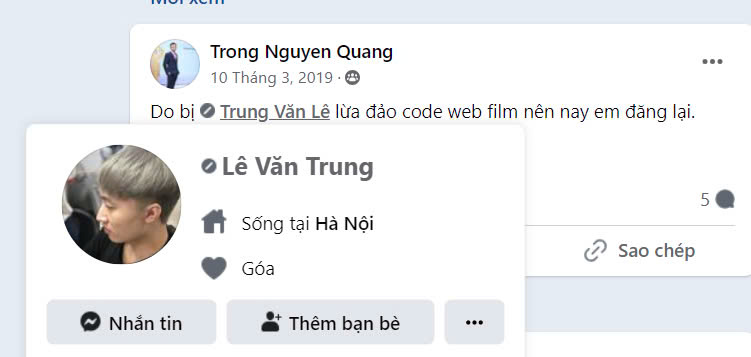 Mới xem
Trong Nguyen Quang
10 Tháng 3, 2019 ·
Do bị Trung Văn Lê lừa đảo code web film nên nay em đăng lại.
5
Sao chép
Lê Văn Trung
Sống tại Hà Nội
Góa
Nhắn tin
Thêm bạn bè